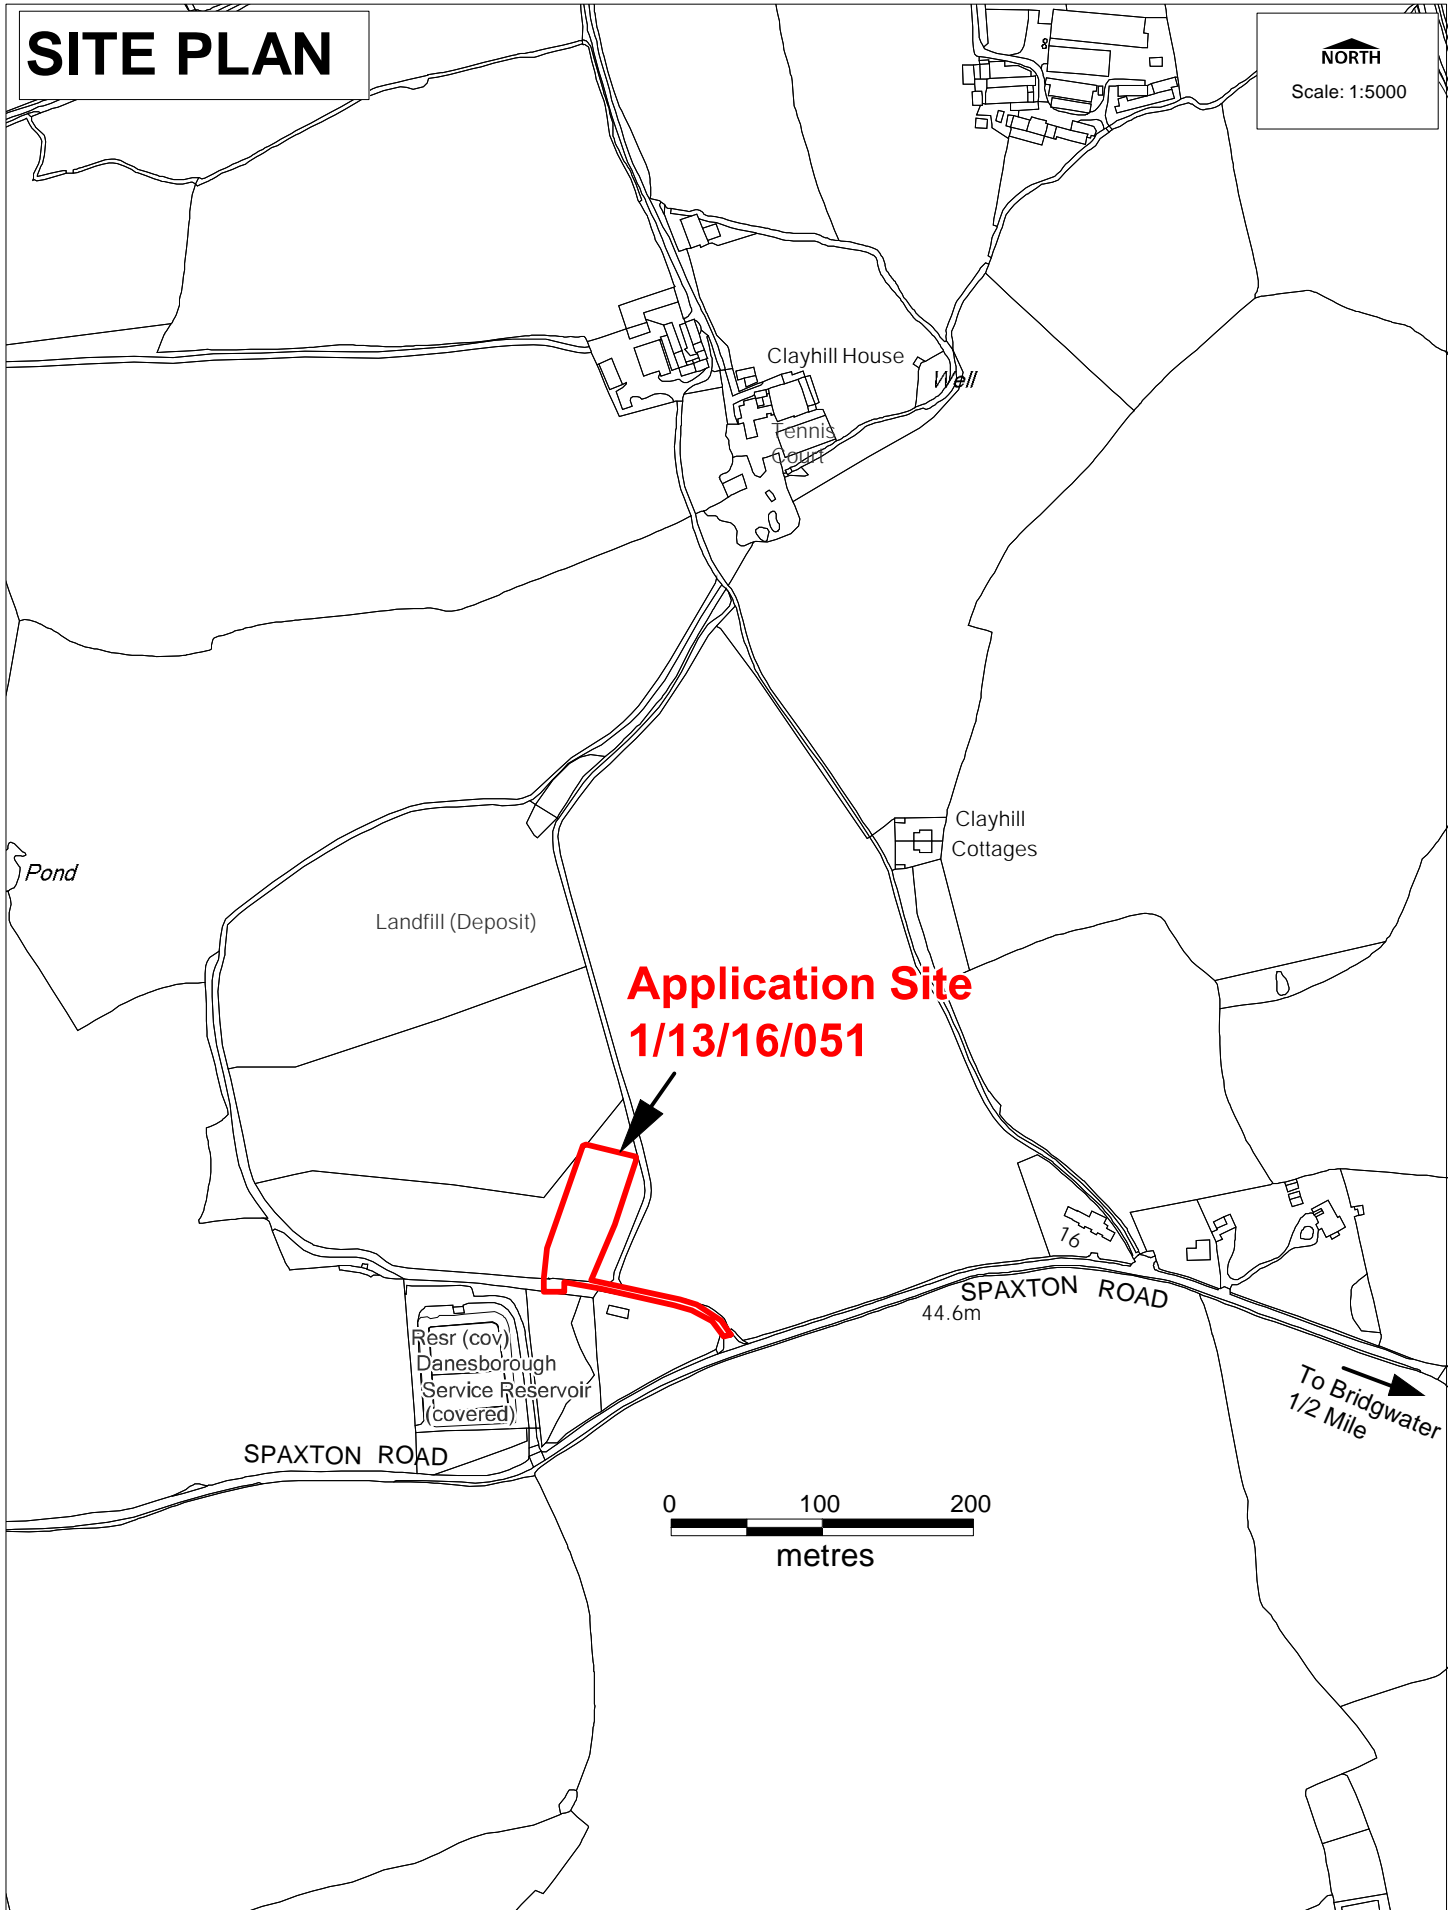 SITE PLAN
NORTH
Scale: 1:5000
Clayhill House
Well
Tennis
Court
Clayhill
Cottages
Pond
Landfill (Deposit)
Application Site
1/13/16/051
16
SPAXTON ROAD
44.6m
Resr (cov)
Danesborough
Service Reservoir
(covered)
To Bridgwater
1/2 Mile
SPAXTON ROAD
0 100 200
metres